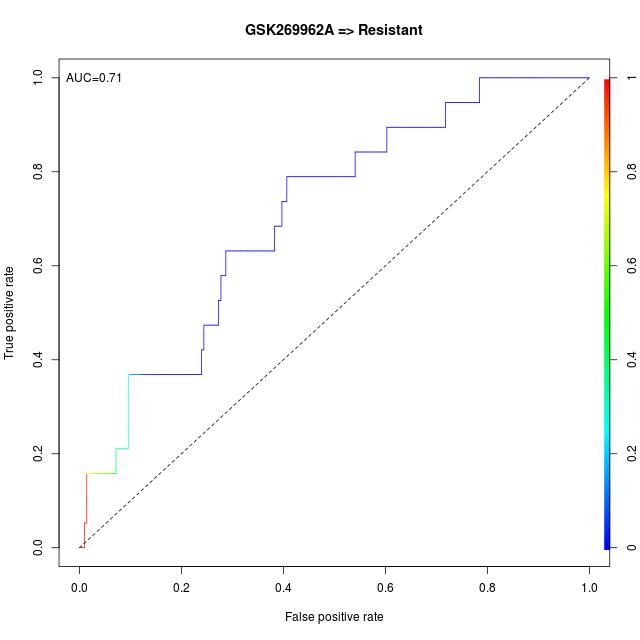 GSK269962A => Resistant
AUC=0.71
True positive rate
1.0
0.8
0.6
0.4
0.2
0.0
0.0 0.2 0.4 0.6 0.8 1.0
False positive rate
1
0.8
0.6
0.4
0.2
0